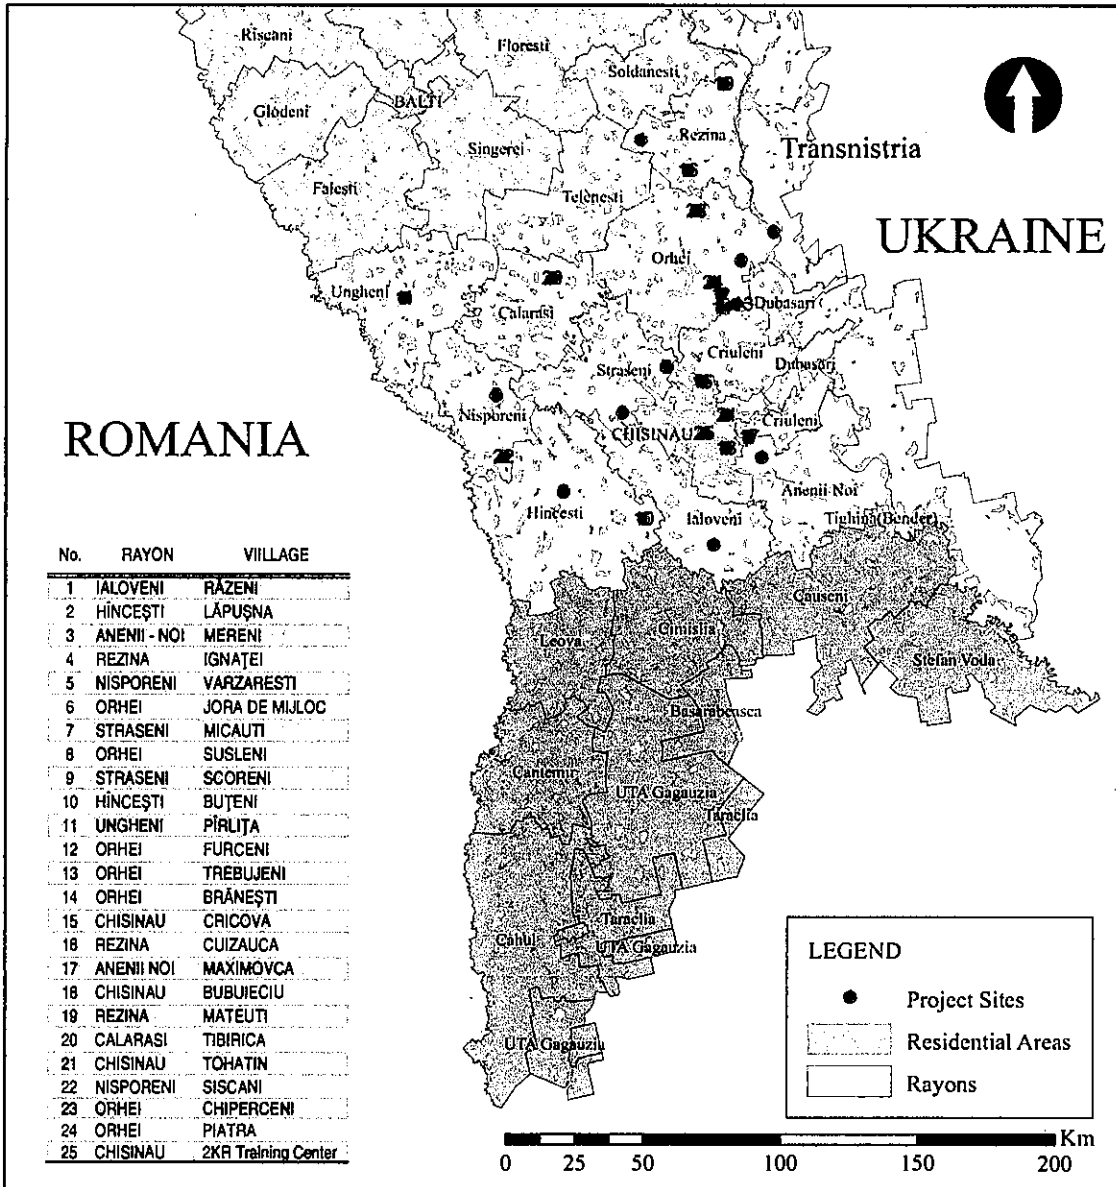 Riscani
Floresti
Soldanesti
Glodeni
BALTI
Rezina
Singerei
Transnistria
Falesti
Telenesti
UKRAINE
Orhei
Ungheni
Calarasi
Dubasari
Criuleni
Straseni
Dubasari
Nisporeni
Criuleni
ROMANIA
CHISINAU
22
Anenii Noi
Hincesti
10
Ialoveni
Tighina(Bender)
Causeni
Leova
Cimislia
Stefan Voda
Basarabeasca
Cantemir
UTA Gagauzia
Taraclia
Taraclia
Cahul
UTA Gagauzia
UTA Gagauzia
No. RAYON VIILLAGE
1 IALOVENI RĂZENI
2 HÎNCEŞTI LĂPUŞNA
3 ANENII - NOI MERENI
4 REZINA IGNAŢEI
5 NISPORENI VARZARESTI
6 ORHEI JORA DE MIJLOC
7 STRASENI MICAUTI
8 ORHEI SUSLENI
9 STRASENI SCORENI
10 HÎNCEŞTI BUŢENI
11 UNGHENI PÎRLIŢA
12 ORHEI FURCENI
13 ORHEI TREBUJENI
14 ORHEI BRĂNEŞTI
15 CHISINAU CRICOVA
16 REZINA CUIZAUCA
17 ANENII NOI MAXIMOVCA
18 CHISINAU BUBUIECIU
19 REZINA MATEUTI
20 CALARASI TIBIRICA
21 CHISINAU TOHATIN
22 NISPORENI SISCANI
23 ORHEI CHIPERCENI
24 ORHEI PIATRA
25 CHISINAU 2KR Training Center
LEGEND
Project Sites
Residential Areas
Rayons
Km
0 25 50 100 150 200